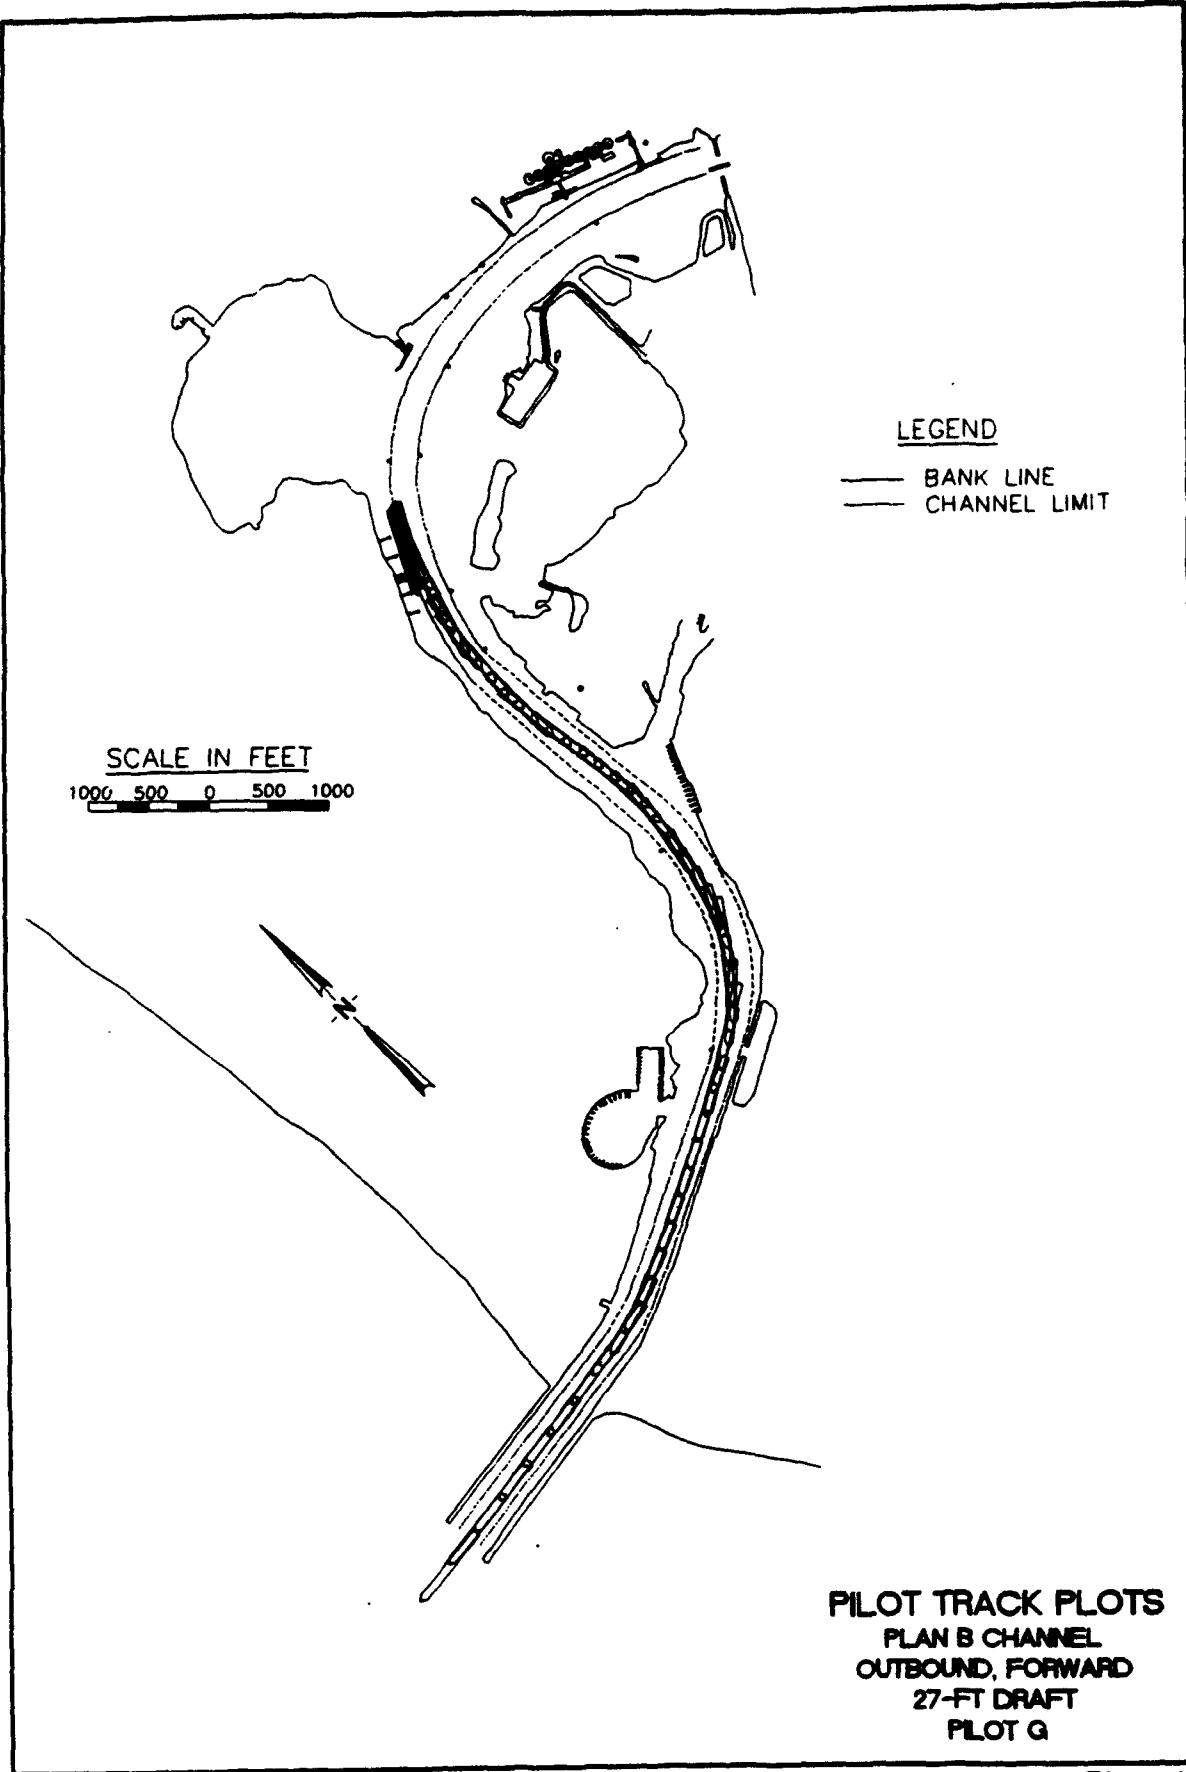 LEGEND
BANK LINE
CHANNEL LIMIT
SCALE IN FEET
1000 500 0 500 1000
N
PILOT TRACK PLOTS
PLAN B CHANNEL
OUTBOUND, FORWARD
27-FT DRAFT
PILOT G